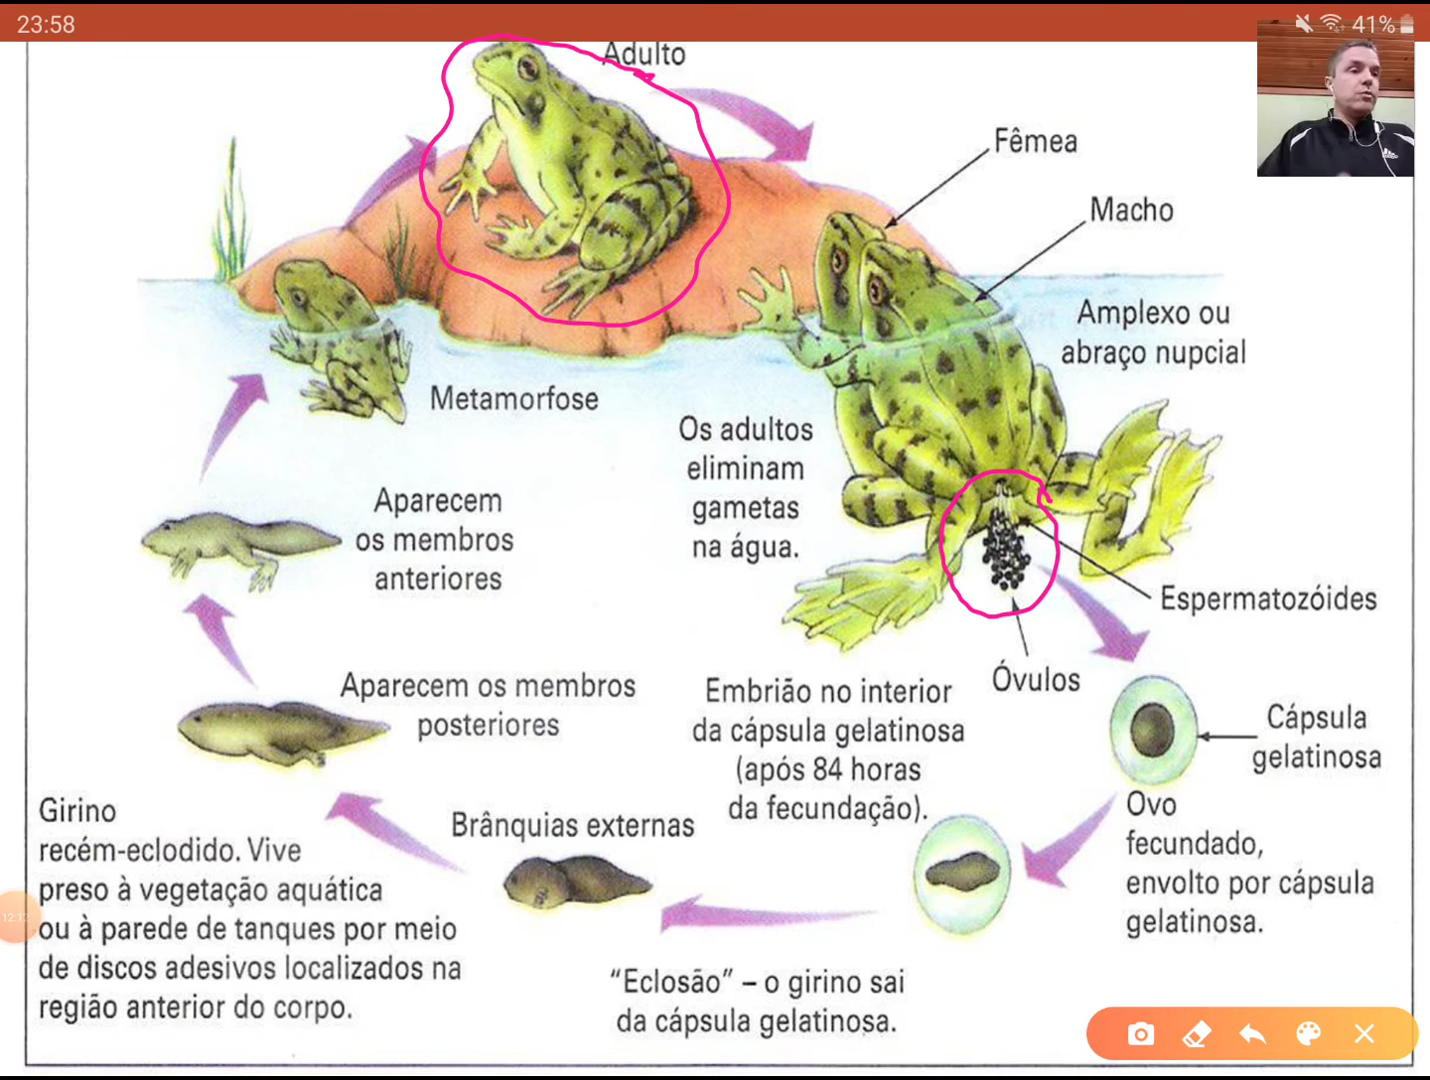 23:58
41%
Adulto
Fêmea
Macho
Amplexo ou
abraço nupcial
Metamorfose
Os adultos
eliminam
gametas
na água.
Aparecem
os membros
anteriores
Espermatozóides
Óvulos
Aparecem os membros
posteriores
Embrião no interior
da cápsula gelatinosa
(após 84 horas
da fecundação).
Cápsula
gelatinosa
Ovo
fecundado,
envolto por cápsula
gelatinosa.
Brânquias externas
Girino
recém-eclodido. Vive
preso à vegetação aquática
ou à parede de tanques por meio
de discos adesivos localizados na
região anterior do corpo.
“Eclosão” – o girino sai
da cápsula gelatinosa.